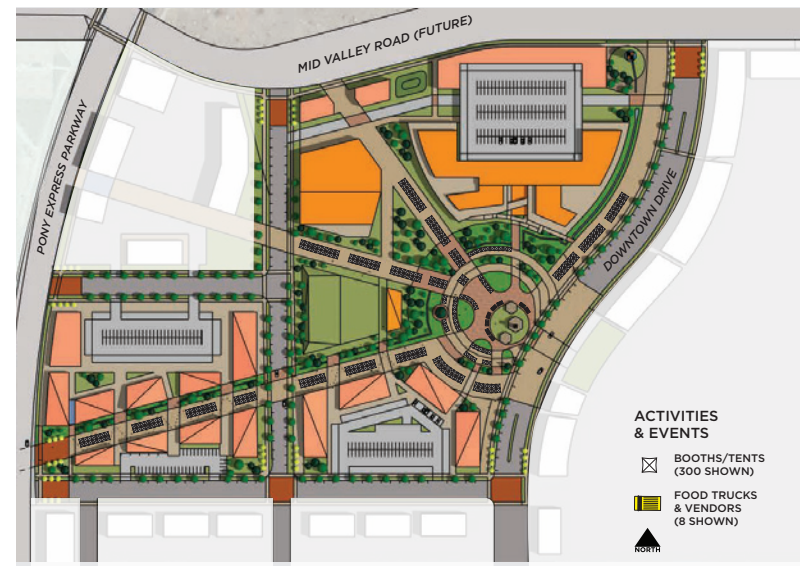 MID VALLEY ROAD (FUTURE)
PONY EXPRESS PARKWAY
DOWNTOWN DRIVE
ACTIVITIES
& EVENTS
BOOTHS/TENTS
(300 SHOWN)
FOOD TRUCKS
& VENDORS
(8 SHOWN)
NORTH